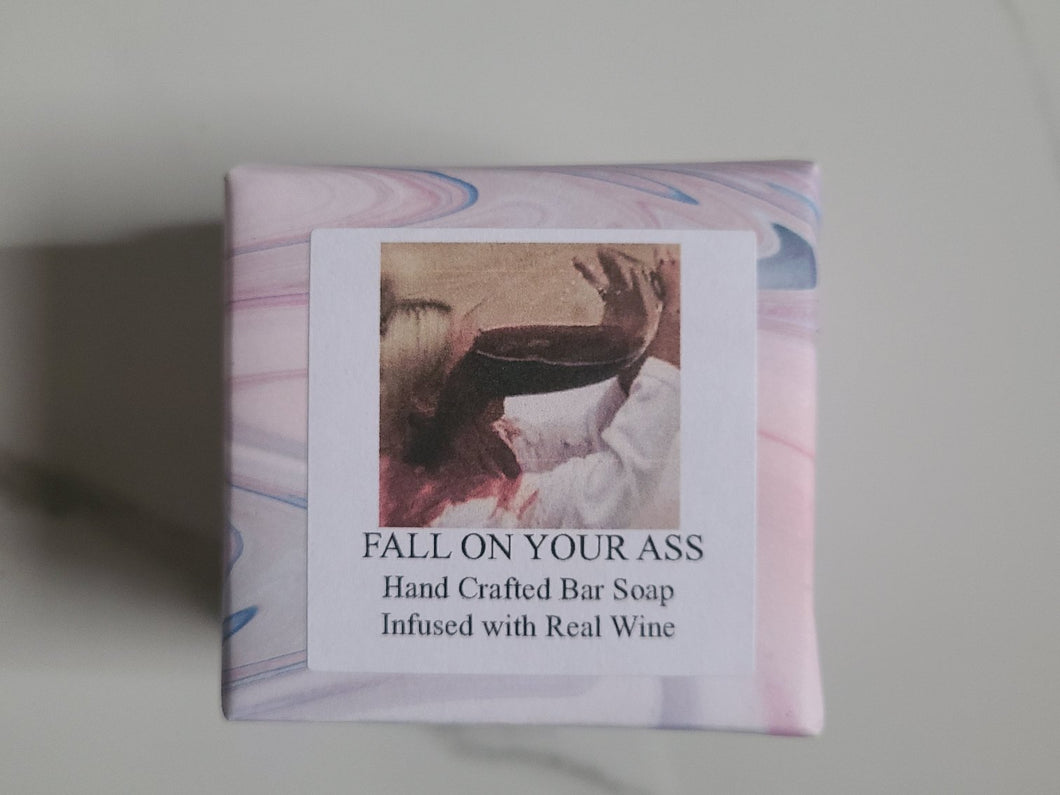 FALL ON YOUR ASS
Hand Crafted Bar Soap
Infused with Real Wine